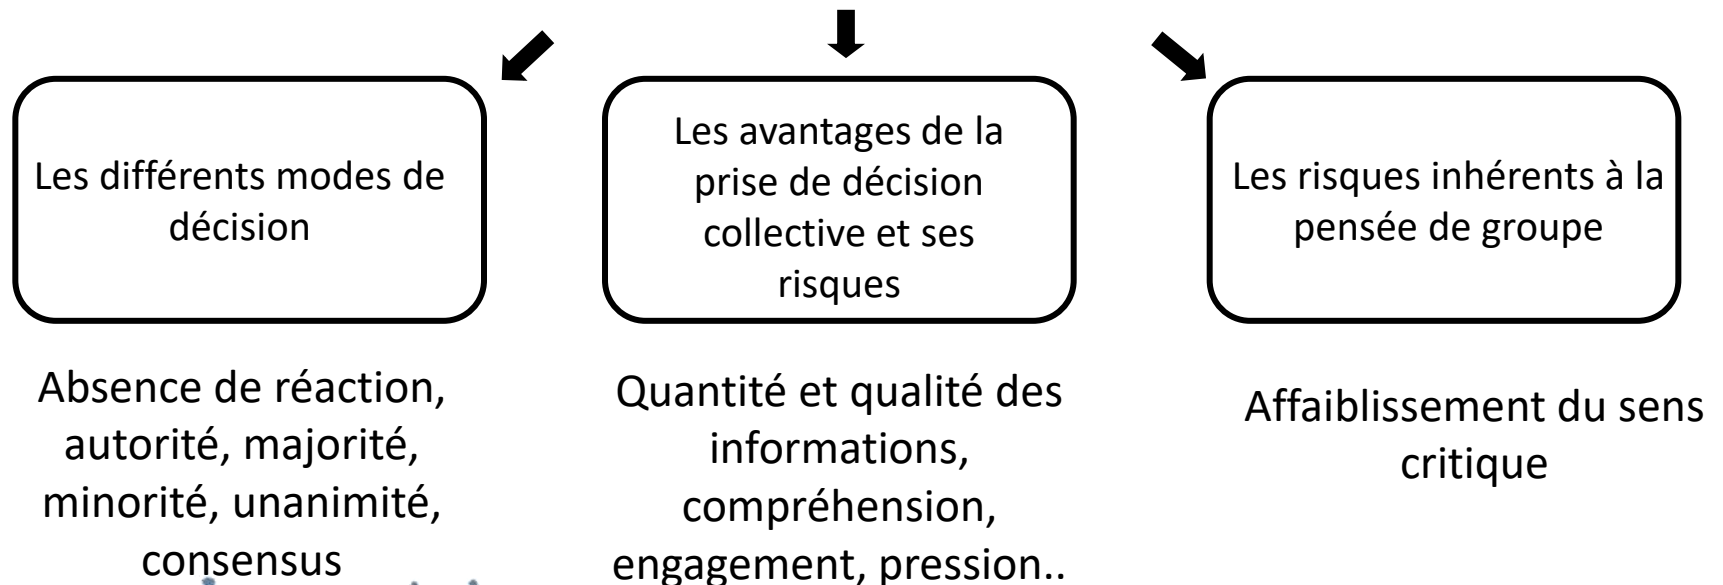 Les différents modes de
décision
Absence de réaction,
autorité, majorité,
minorité, unanimité,
consensus
Les avantages de la
prise de décision
collective et ses
risques
Quantité et qualité des
informations,
compréhension,
engagement, pression..
Les risques inhérents à la
pensée de groupe
Affaiblissement du sens
critique